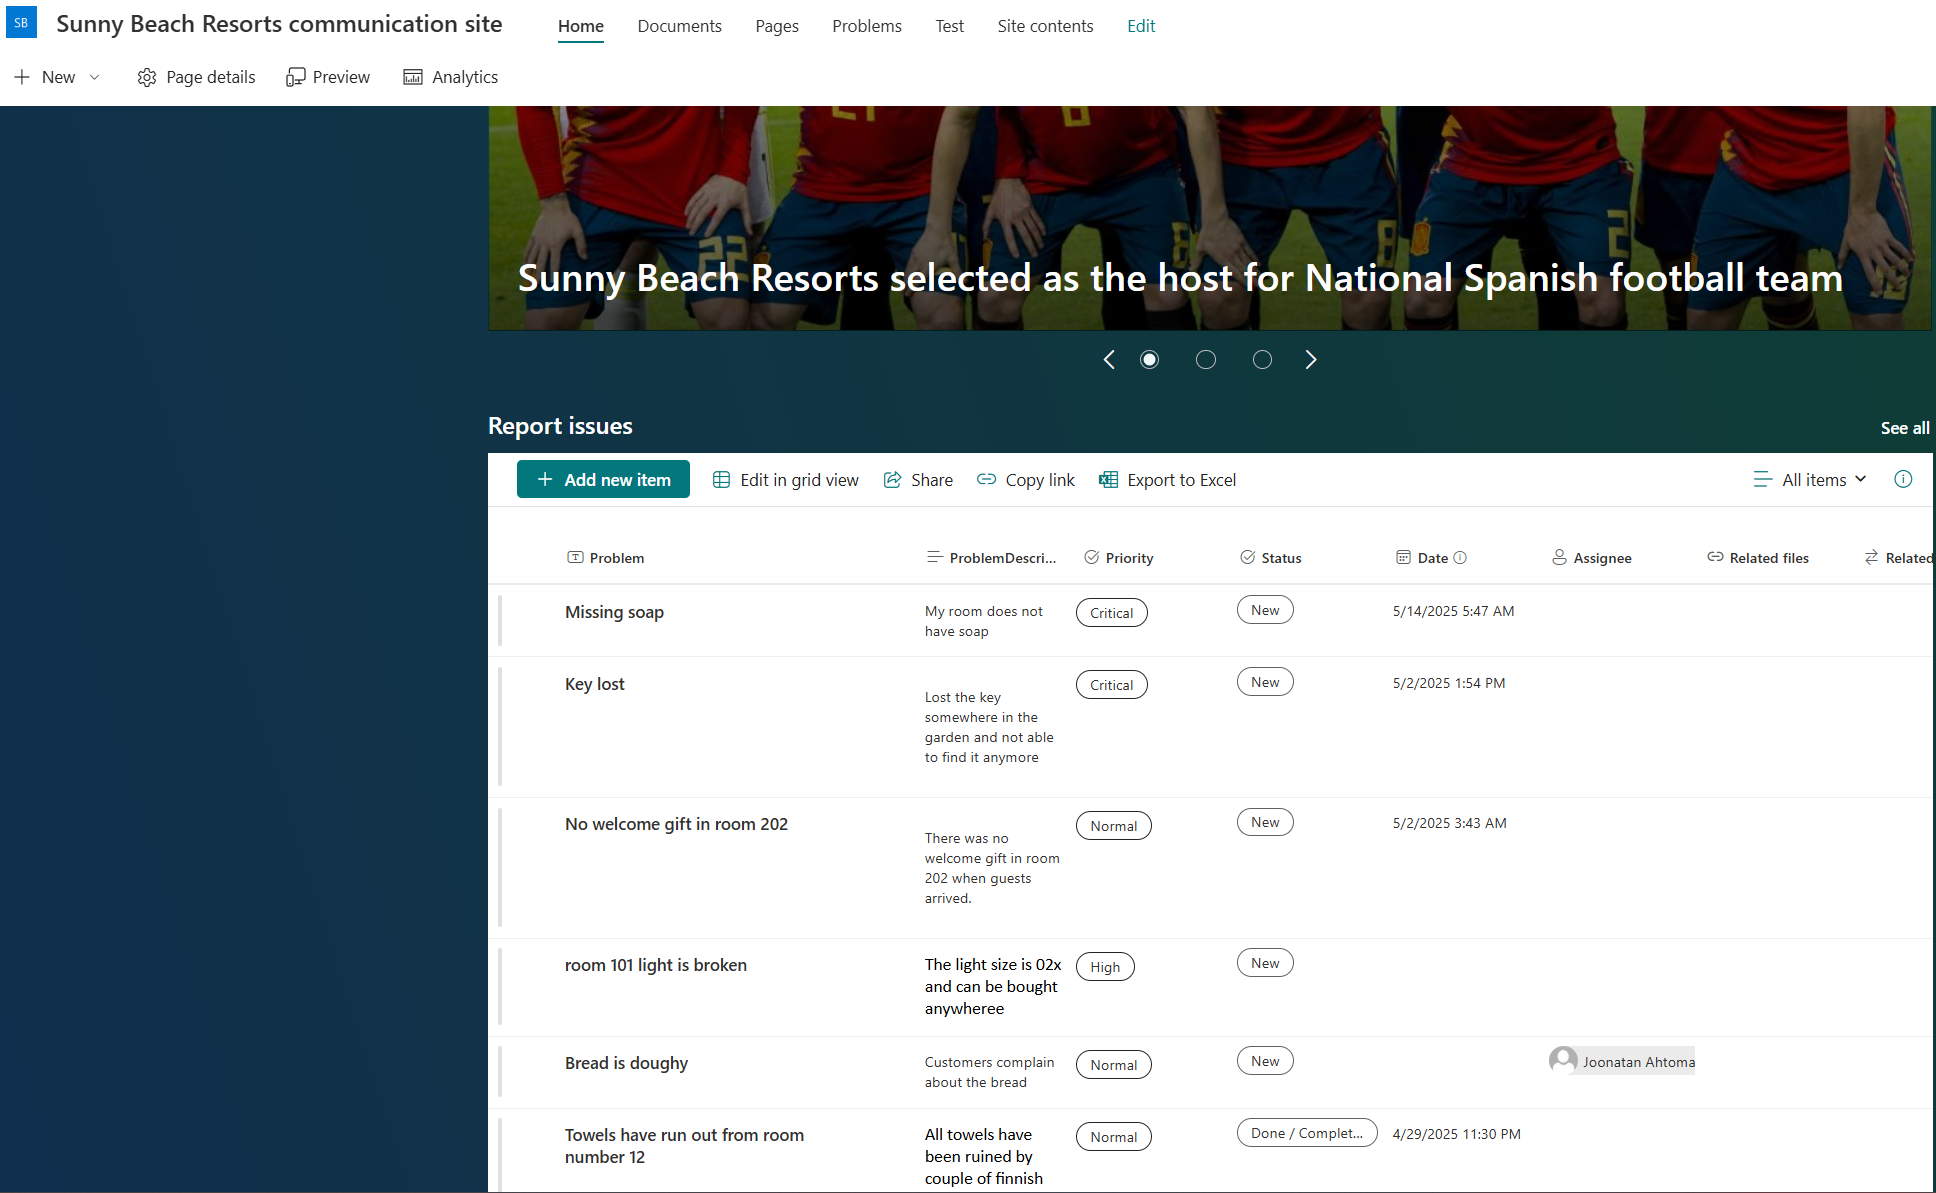 SB Sunny Beach Resorts communication site Home Documents Pages Problems Test Site contents Edit
New Page details Preview Analytics
21 8
22 8 8 2
Sunny Beach Resorts selected as the host for National Spanish football team
Report issues See all
Add new item Edit in grid view Share Copy link Export to Excel All items
Problem ProblemDescri... Priority Status Date Assignee Related files Related
Missing soap My room does not Critical New 5/14/2025 5:47 AM
have soap
Key lost Critical New 5/2/2025 1:54 PM
Lost the key
somewhere in the
garden and not able
to find it anymore
No welcome gift in room 202 Normal New 5/2/2025 3:43 AM
There was no
welcome gift in room
202 when guests
arrived.
room 101 light is broken The light size is 02x High New
and can be bought
anywheree
Bread is doughy Customers complain Normal New Joonatan Ahtoma
about the bread
Towels have run out from room All towels have Normal Done / Complet... 4/29/2025 11:30 PM
number 12 been ruined by
couple of finnish